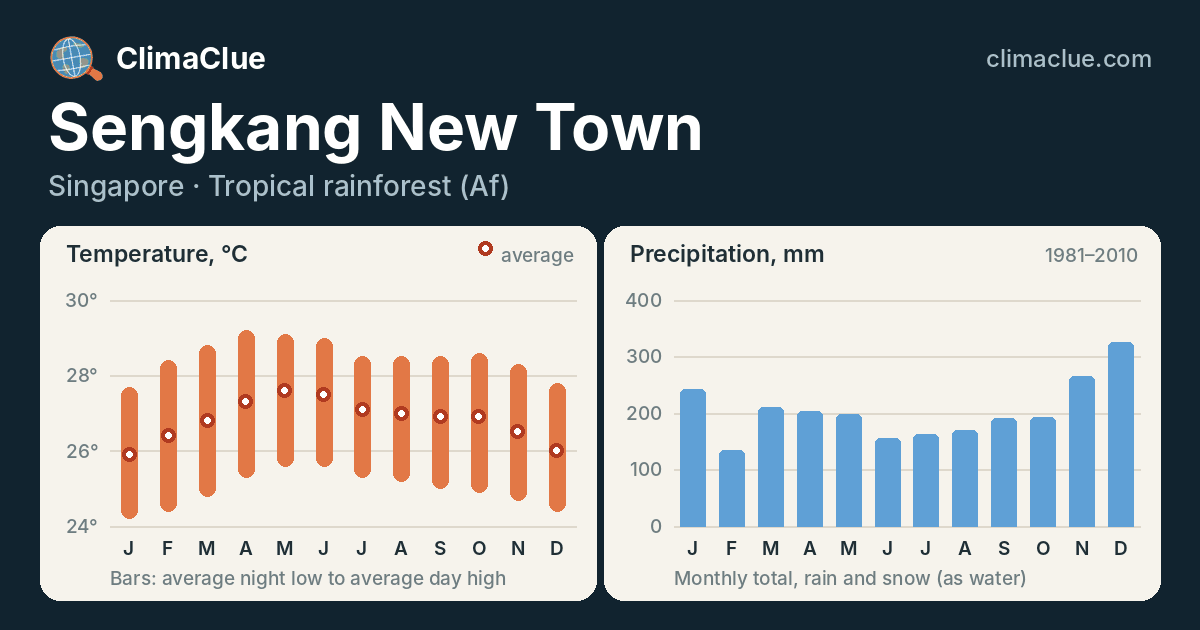 ClimaClue
climaclue.com
Sengkang New Town
Singapore · Tropical rainforest (Af)
Temperature, °C
average
30°
28°
26°
24°
J F M A M J J A S O N D
Bars: average night low to average day high
Precipitation, mm
1981–2010
400
300
200
100
0
J F M A M J J A S O N D
Monthly total, rain and snow (as water)